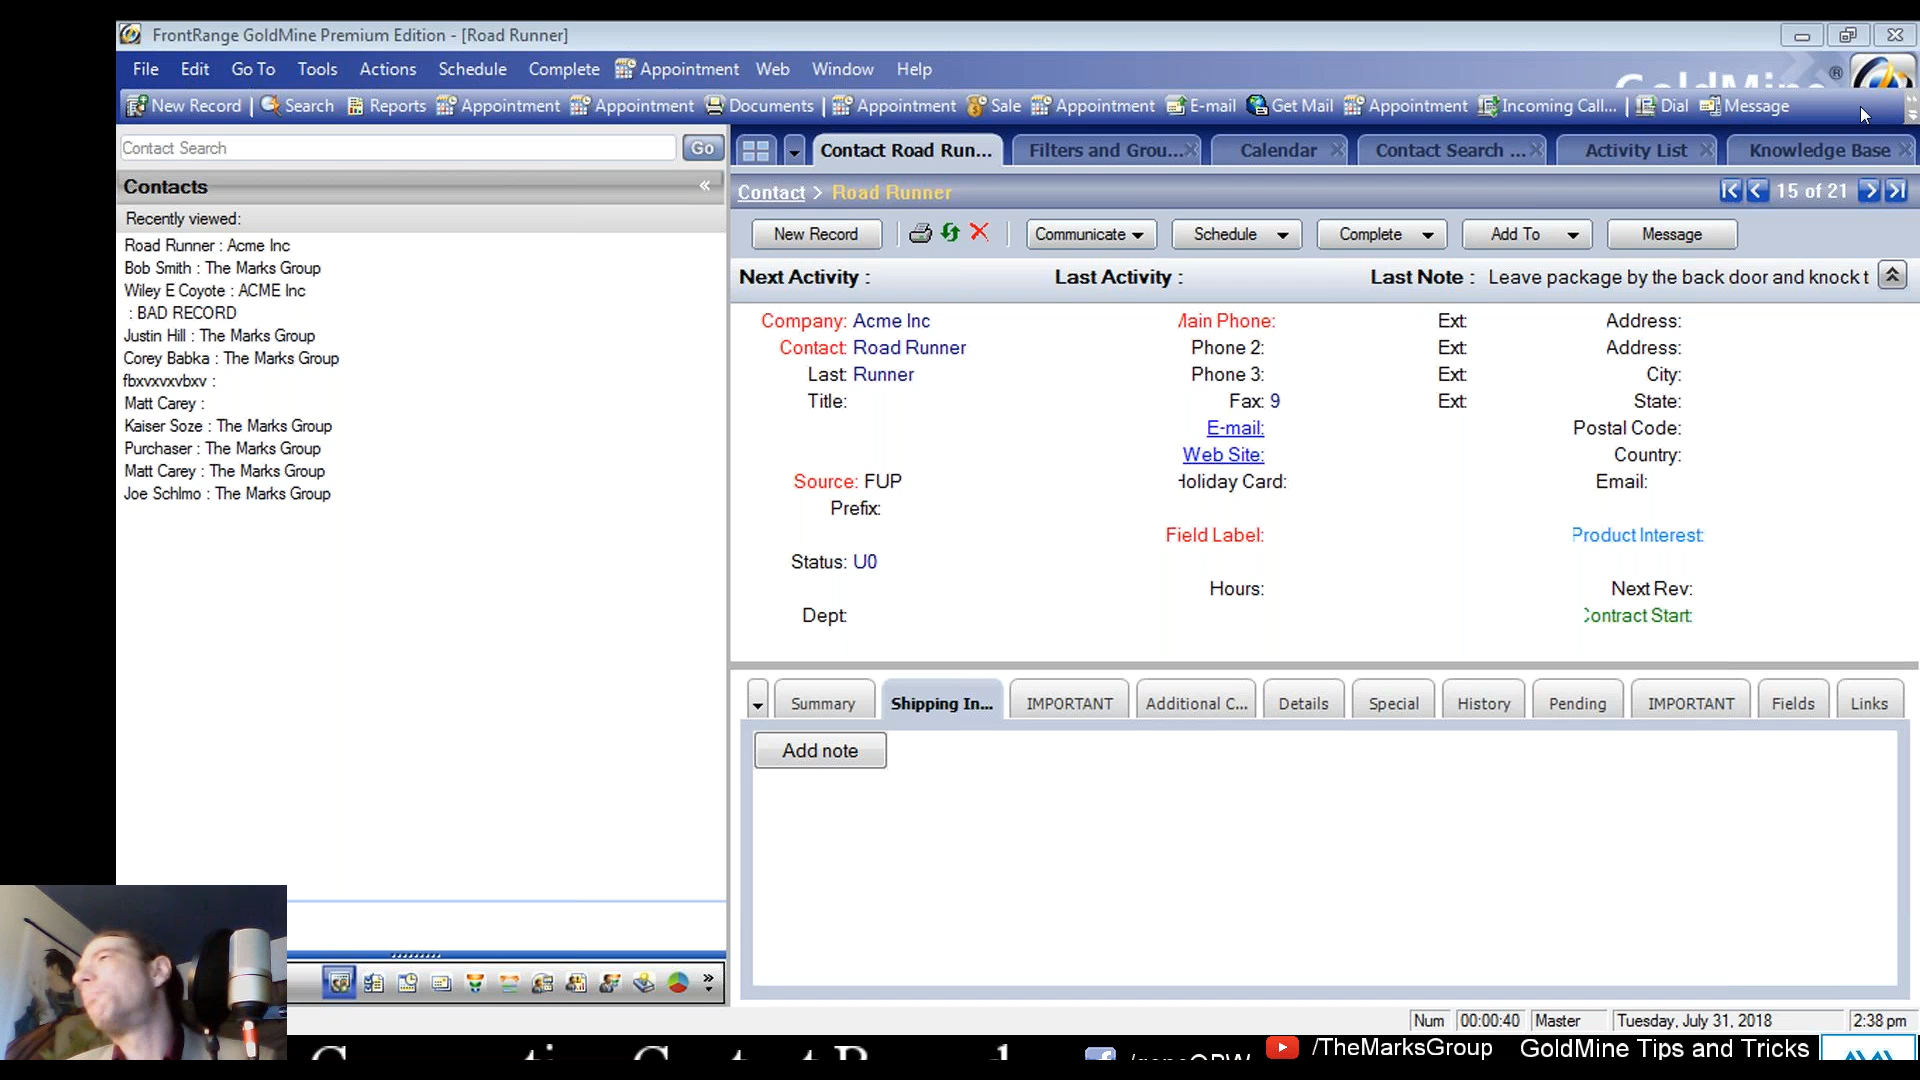 FrontRange GoldMine Premium Edition - [Road Runner]
File Edit Go To Tools Actions Schedule Complete Appointment Web Window Help
GoldMine ®
New Record Search Reports Appointment Appointment Documents Appointment Sale Appointment E-mail Get Mail Appointment Incoming Call... Dial Message
Contact Search Go
Contacts «
Recently viewed:
Road Runner : Acme Inc
Bob Smith : The Marks Group
Wiley E Coyote : ACME Inc
: BAD RECORD
Justin Hill : The Marks Group
Corey Babka : The Marks Group
fbxvxvxvbxv :
Matt Carey :
Kaiser Soze : The Marks Group
Purchaser : The Marks Group
Matt Carey : The Marks Group
Joe Schlmo : The Marks Group
Contact Road Run... Filters and Grou... Calendar Contact Search ... Activity List Knowledge Base
Contact > Road Runner 15 of 21
New Record Communicate Schedule Complete Add To Message
Next Activity : Last Activity : Last Note : Leave package by the back door and knock t
Company: Acme Inc Main Phone: Ext: Address:
Contact: Road Runner Phone 2: Ext: Address:
Last: Runner Phone 3: Ext: City:
Title: Fax: 9 Ext: State:
E-mail: Postal Code:
Web Site: Country:
Source: FUP Holiday Card: Email:
Prefix:
Field Label: Product Interest:
Status: U0
Hours: Next Rev:
Dept: Contract Start:
Summary Shipping In... IMPORTANT Additional C... Details Special History Pending IMPORTANT Fields Links
Add note
Num 00:00:40 Master Tuesday, July 31, 2018 2:38 pm
/TheMarksGroup GoldMine Tips and Tricks